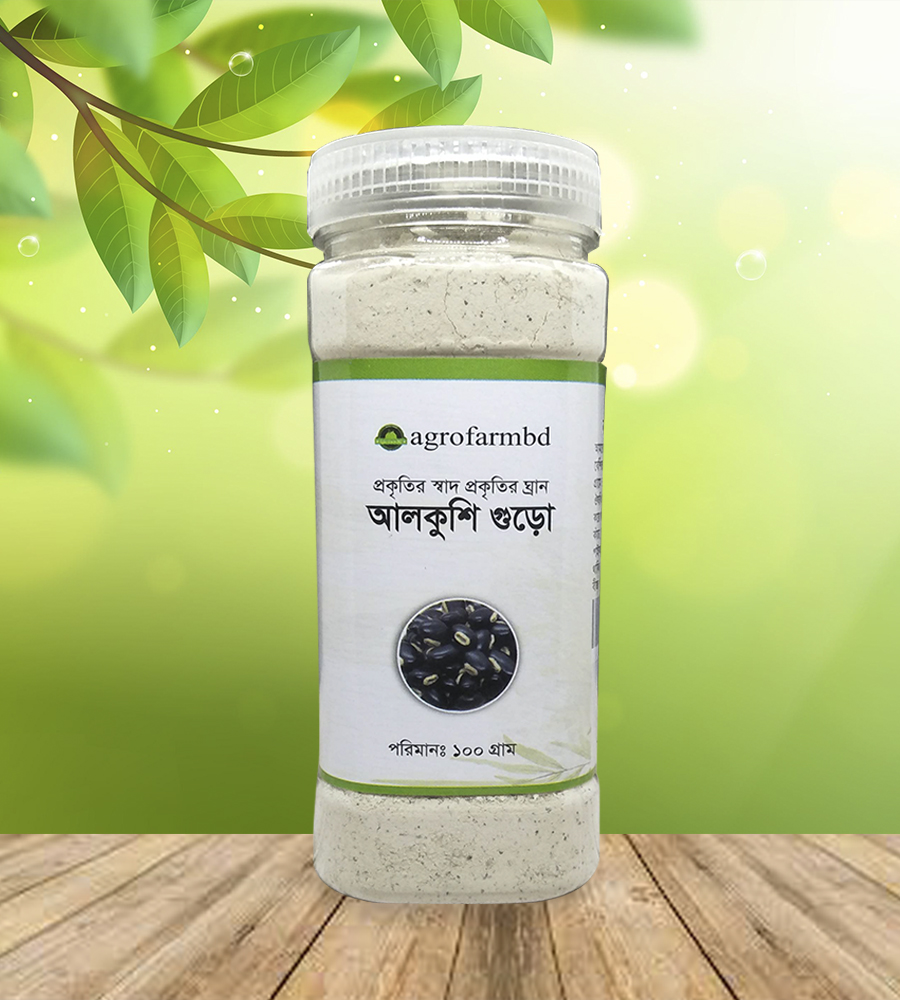 agrofarmbd
প্রকৃতির স্বাদ প্রকৃতির ঘ্রান
আলকুশি গুড়ো
পরিমানঃ ১০০ গ্রাম